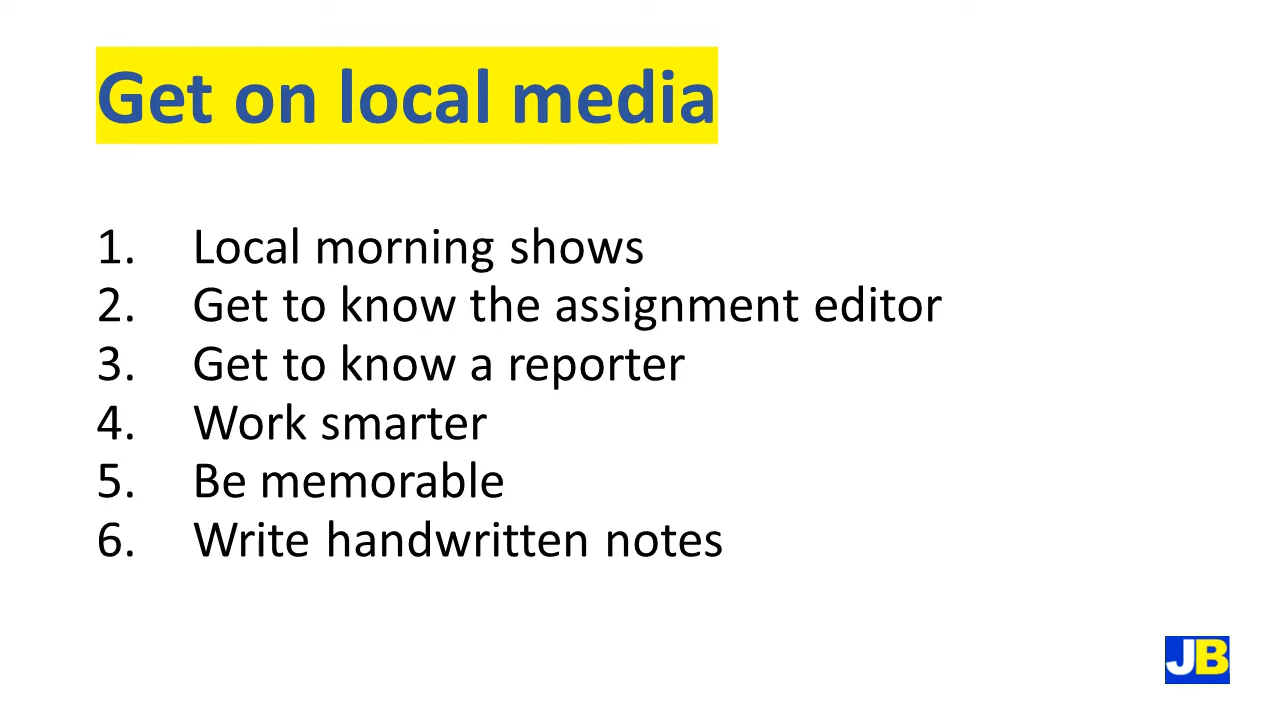 Get on local media
1. Local morning shows
2. Get to know the assignment editor
3. Get to know a reporter
4. Work smarter
5. Be memorable
6. Write handwritten notes
JB